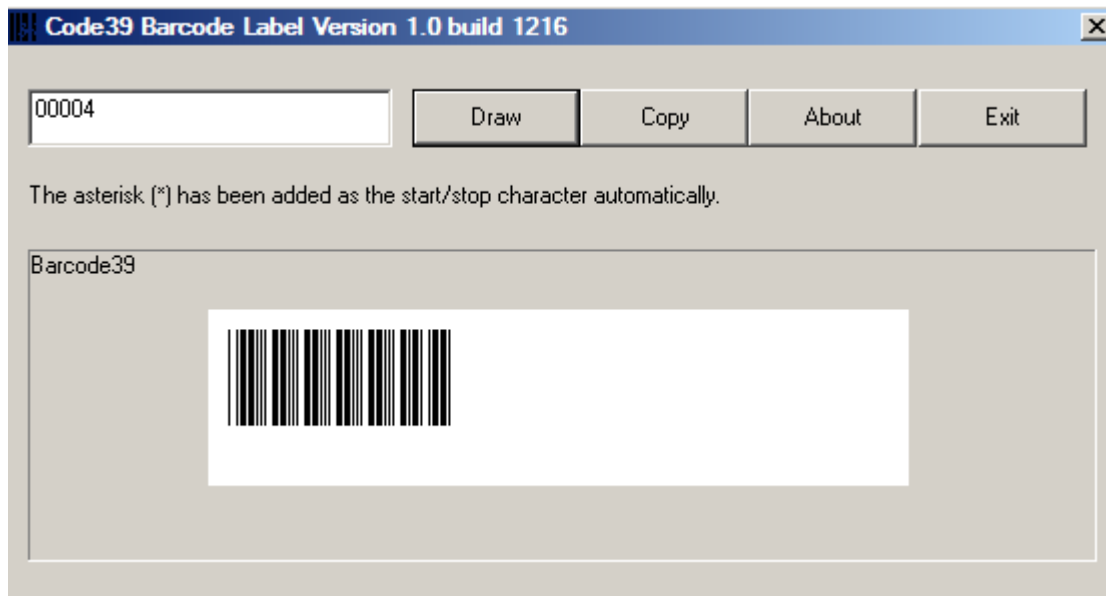 Code39 Barcode Label Version 1.0 build 1216
00004
Draw
Copy
About
Exit
The asterisk (*) has been added as the start/stop character automatically.
Barcode39